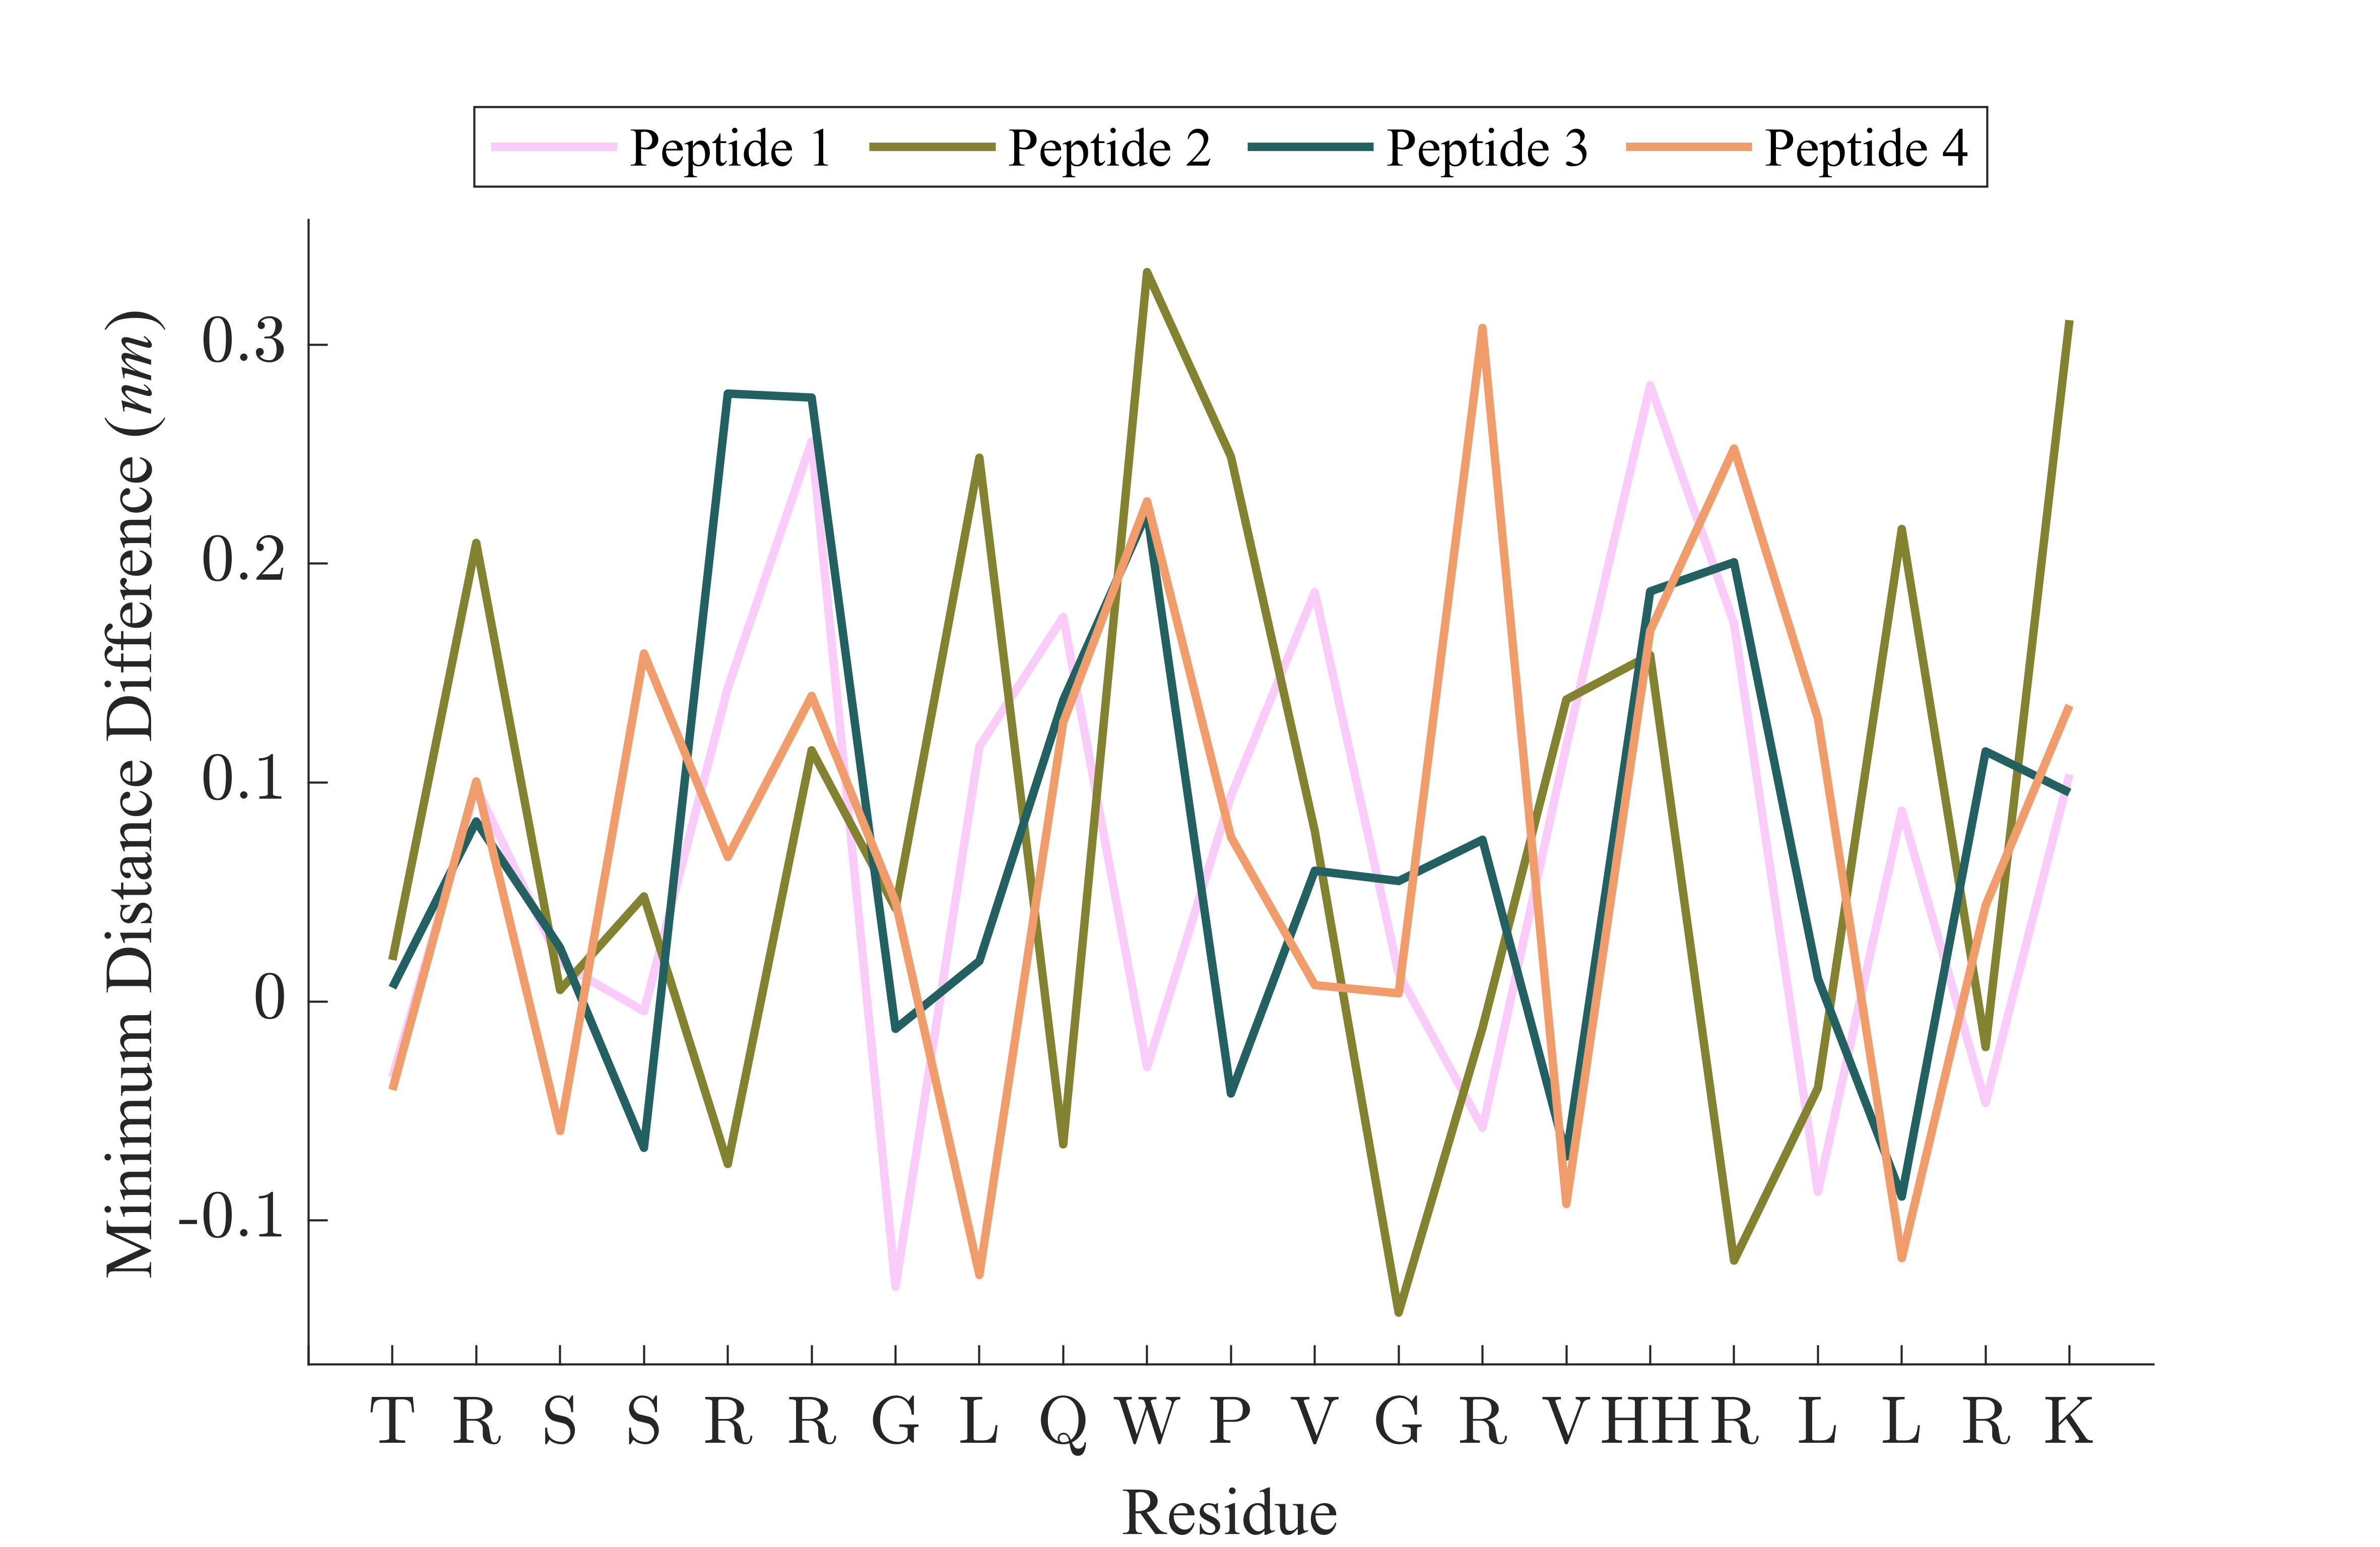 Peptide 1 Peptide 2 Peptide 3 Peptide 4
Minimum Distance Difference (nm)
0.3
0.2
0.1
0
-0.1
T R S S R R G L Q W P V G R V HHH R L L R K
Residue